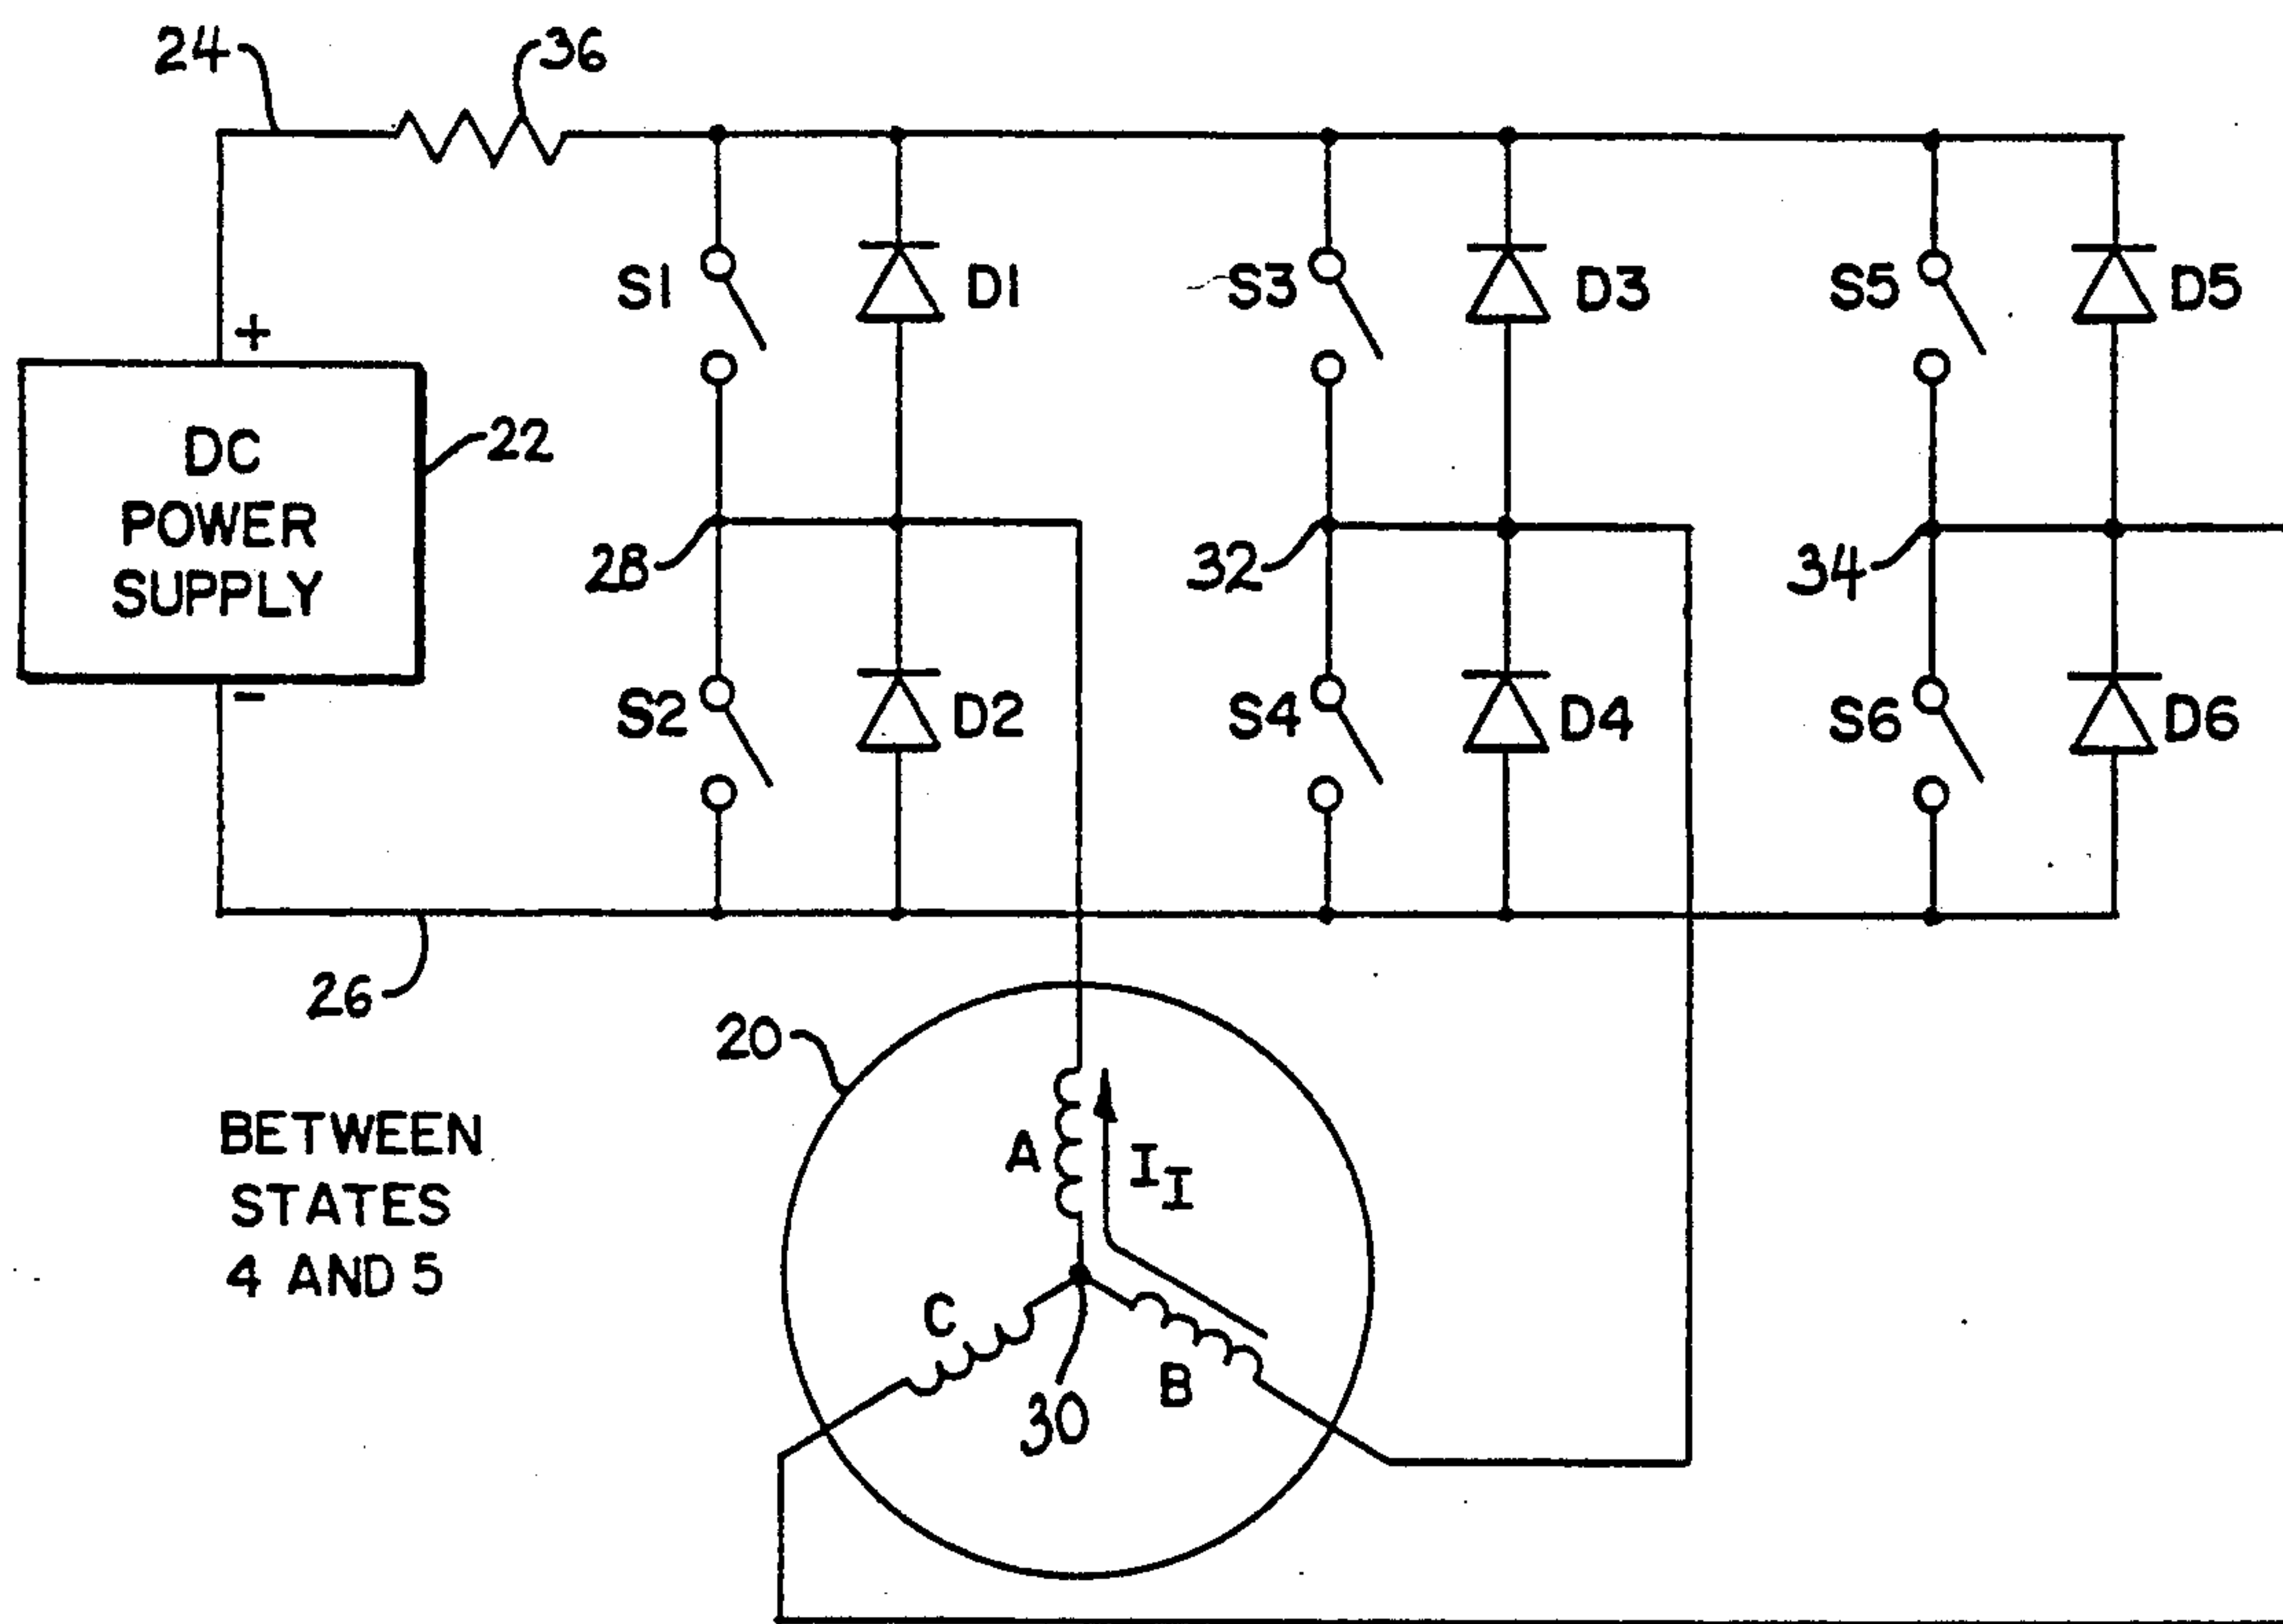 24
36
+
S1
D1
S3
D3
S5
D5
DC
POWER
SUPPLY
22
28
32
34
-
S2
D2
S4
D4
S6
D6
26
20
BETWEEN
STATES
4 AND 5
A
I I
C
B
30